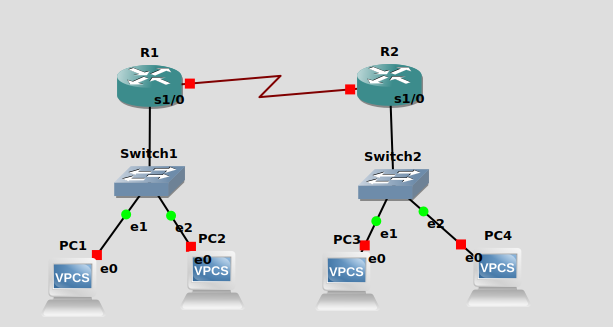 R1
R2
s1/0
s1/0
Switch1
Switch2
e1
e2
e1
e2
PC1
PC2
PC3
PC4
e0
e0
e0
e0
VPCS
VPCS
VPCS
VPCS